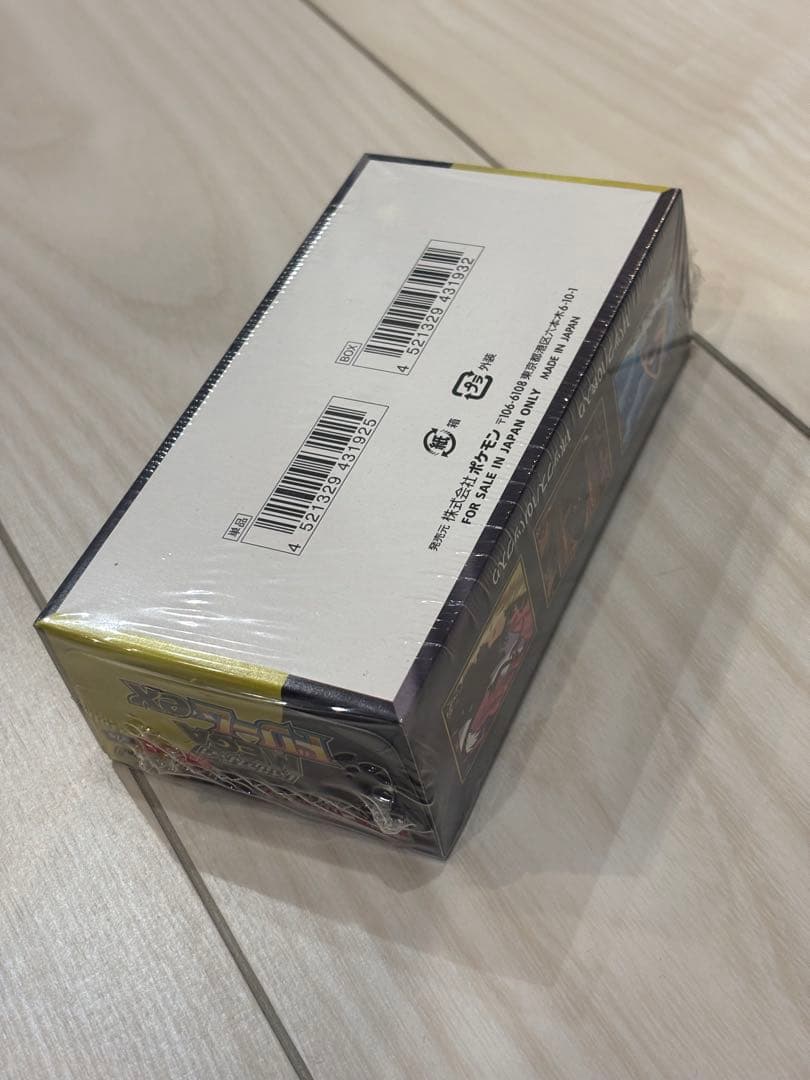 BOX
4 521329 431932
単品
4 521329 431925
プラ 外装
紙 箱
発売元 株式会社 ポケモン 〒106-6108 東京都港区六本木6-10-1
FOR SALE IN JAPAN ONLY MADE IN JAPAN
ex